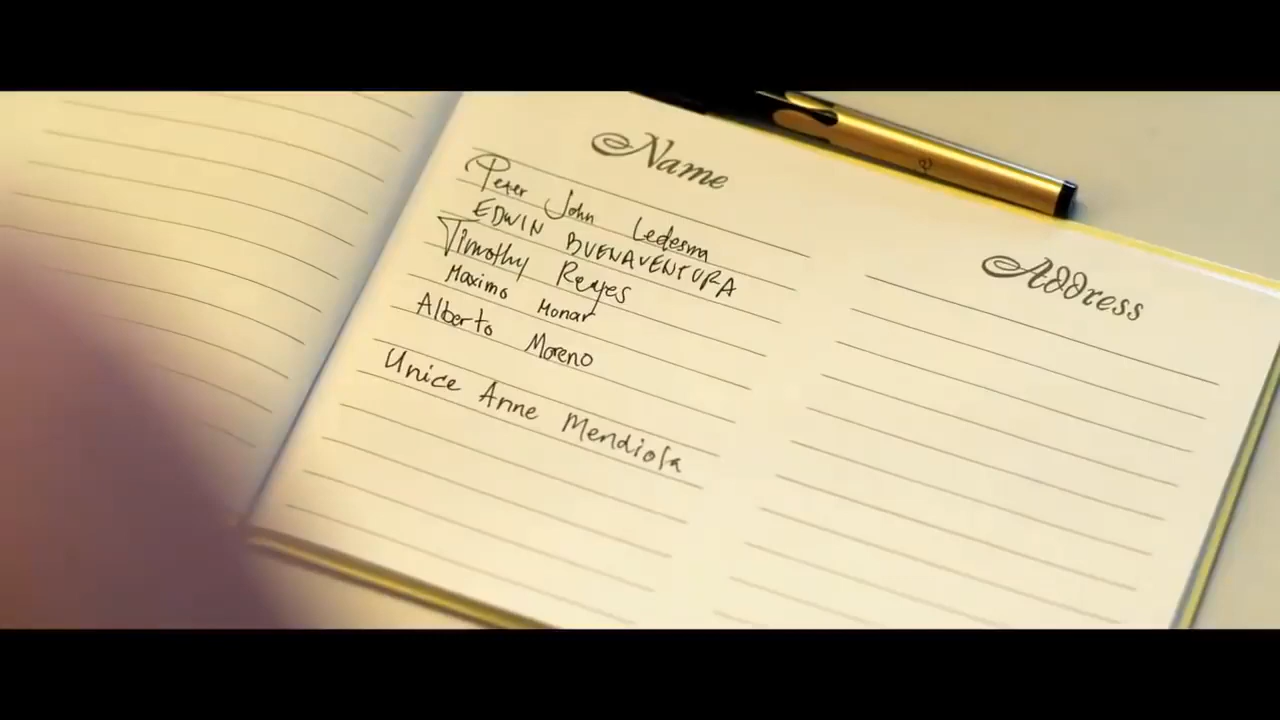 Name
Address
Peter John Ledesma
EDWIN BUENAVENTURA
Timothy Reyes
Maximo Monar
Alberto Moreno
Unice Anne Mendiola